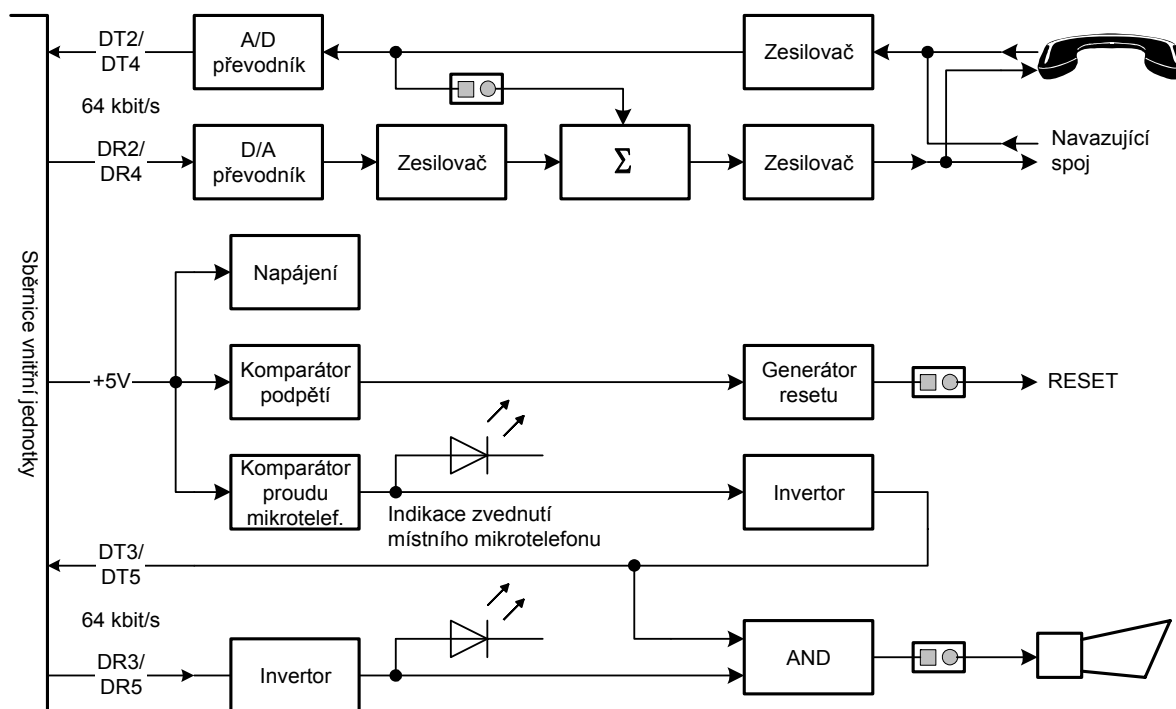 DT2/
DT4
A/D
převodník
Zesilovač
64 kbit/s
DR2/
DR4
D/A
převodník
Zesilovač
Σ
Zesilovač
Navazující
spoj
Sběrnice vnitřní jednotky
Napájení
+5V
Komparátor
podpětí
Generátor
resetu
RESET
Komparátor
proudu
mikrotelef.
Indikace zvednutí
místního mikrotelefonu
Invertor
DT3/
DT5
64 kbit/s
DR3/
DR5
Invertor
AND